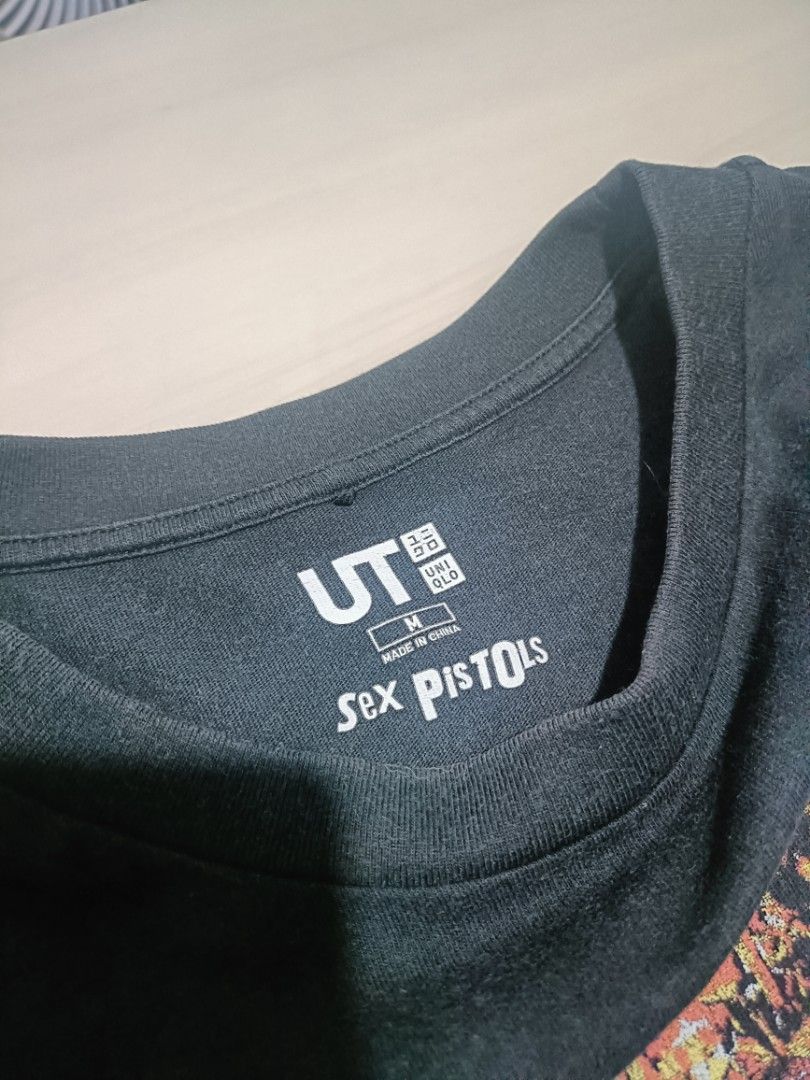 UT ユニクロ
UNI
QLO
M
MADE IN CHINA
Sex PisTOLS